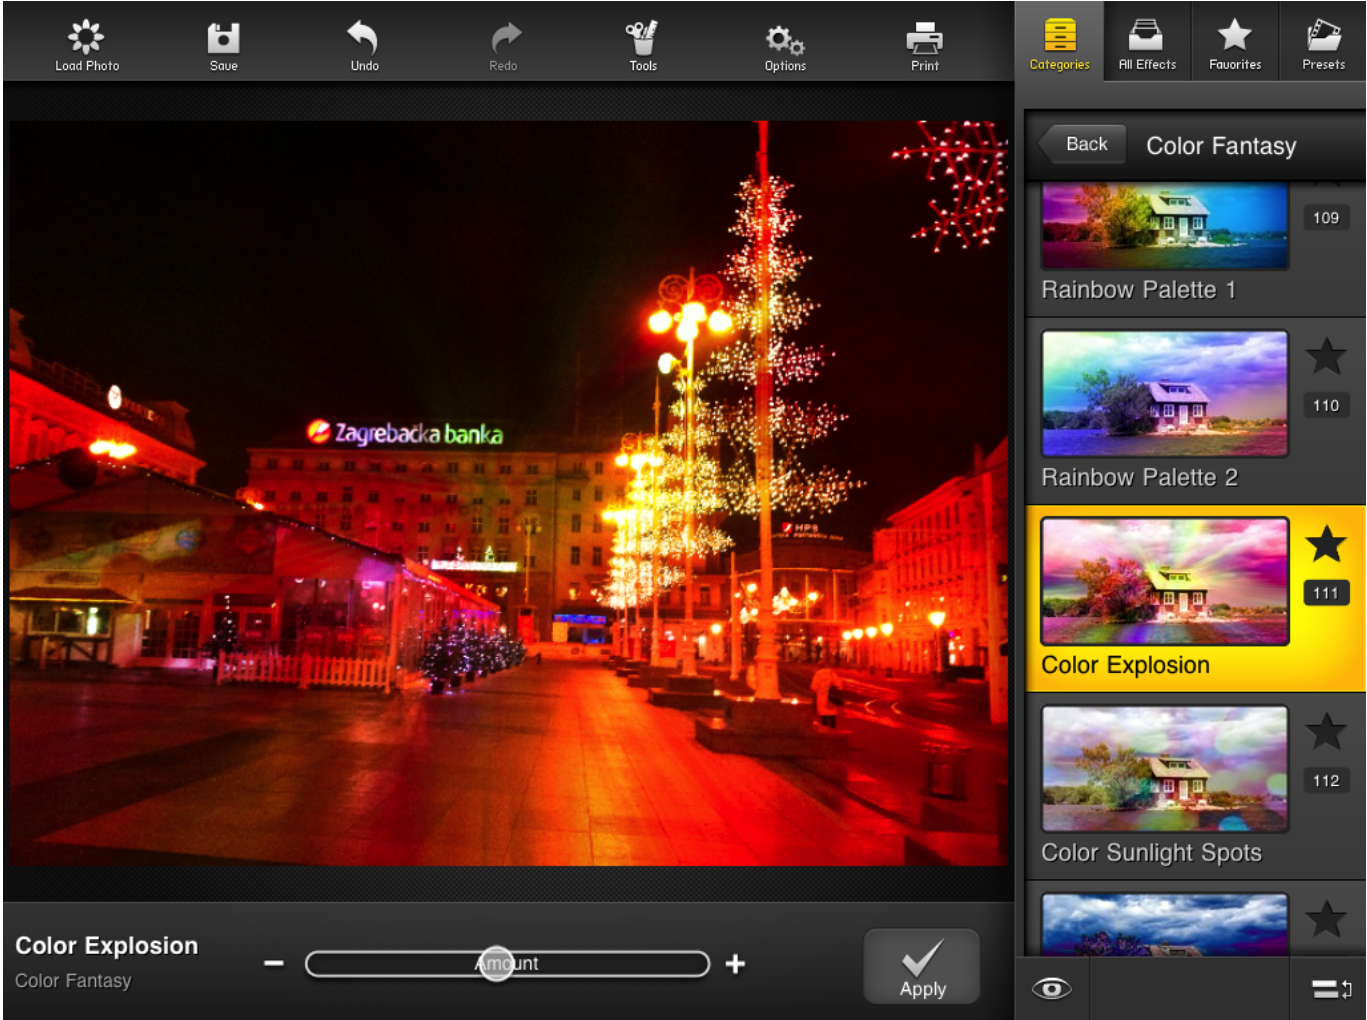 Load Photo
Save
Undo
Redo
Tools
Options
Print
Categories
All Effects
Favorites
Presets
Back
Color Fantasy
109
Rainbow Palette 1
110
Rainbow Palette 2
111
Color Explosion
112
Color Sunlight Spots
Zagrebačka banka
HPB
Color Explosion
Color Fantasy
Amount
Apply